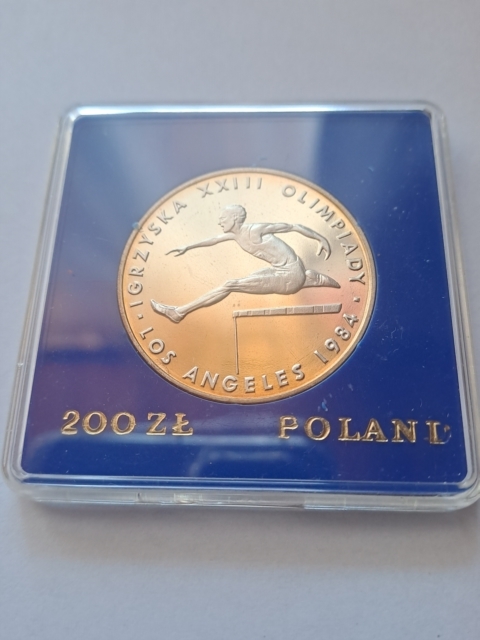 IGRZYSKA XXIII OLIMPIADY
• LOS ANGELES 1984 •
200 ZŁ POLAND